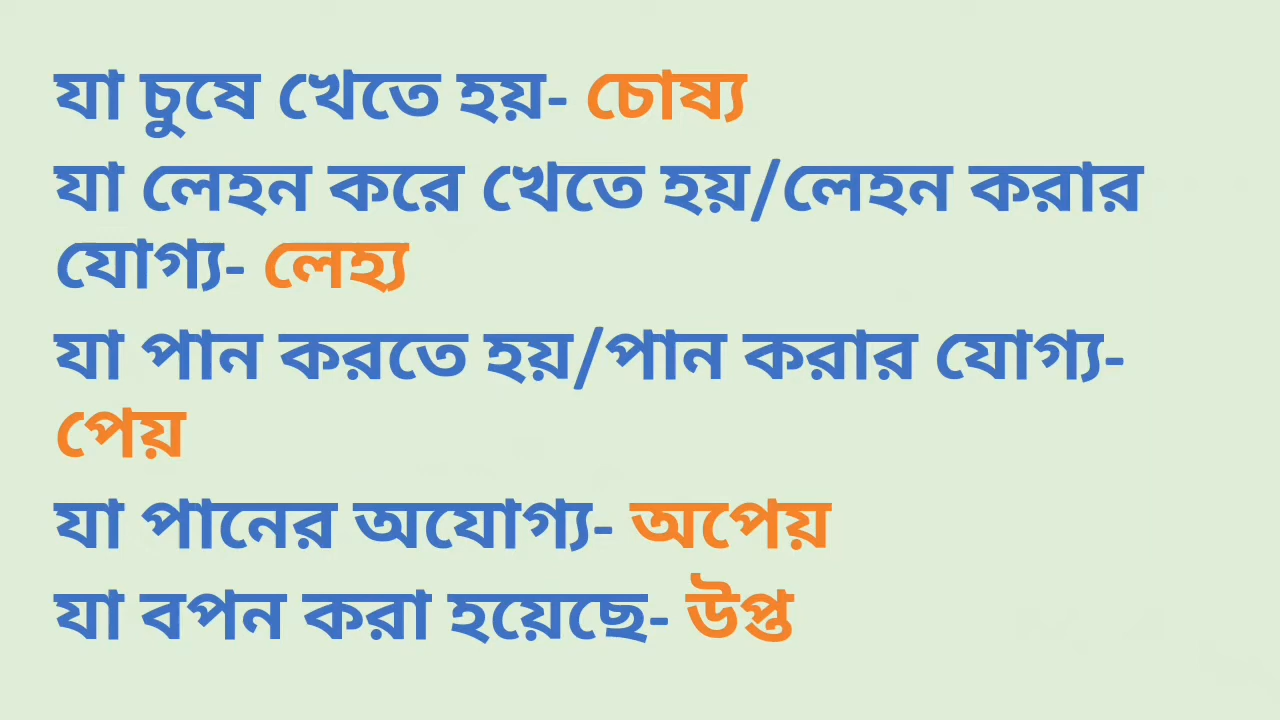 যা চুষে খেতে হয়- চোষ্য
যা লেহন করে খেতে হয়/লেহন করার
যোগ্য- লেহ্য
যা পান করতে হয়/পান করার যোগ্য-
পেয়
যা পানের অযোগ্য- অপেয়
যা বপন করা হয়েছে- উপ্ত